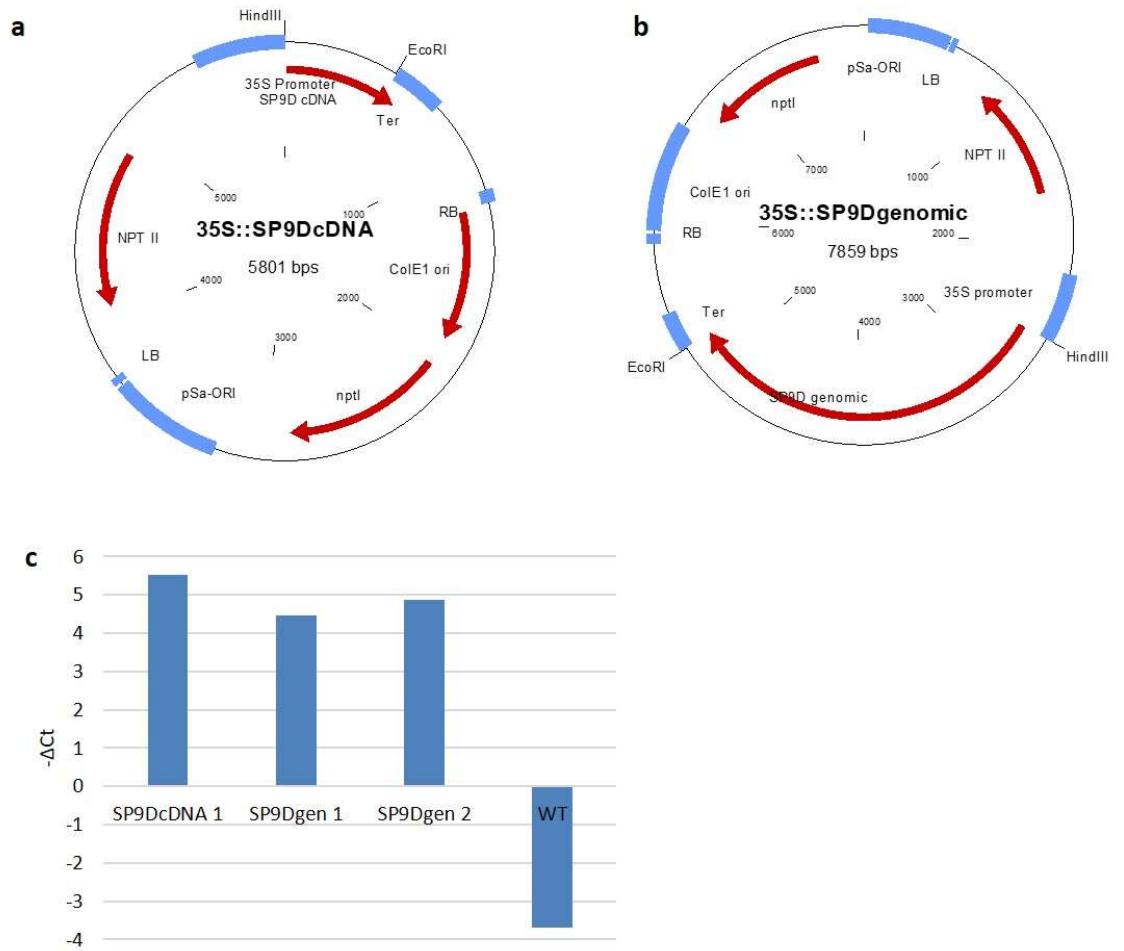 a
HindIII
EcoRI
35S Promoter
SP9D cDNA
Ter
5000
1000
RB
35S::SP9DcDNA
NPT II
5801 bps
ColE1 ori
4000
2000
3000
LB
pSa-ORI
nptI
b
pSa-ORI
LB
nptI
NPT II
7000
1000
ColE1 ori
35S::SP9Dgenomic
RB
6000
2000
7859 bps
5000
3000
35S promoter
Ter
4000
HindIII
EcoRI
SP9D genomic
c
6
5
4
3
2
1
0
-1
-2
-3
-4
-ΔCt
SP9DcDNA 1
SP9Dgen 1
SP9Dgen 2
WT